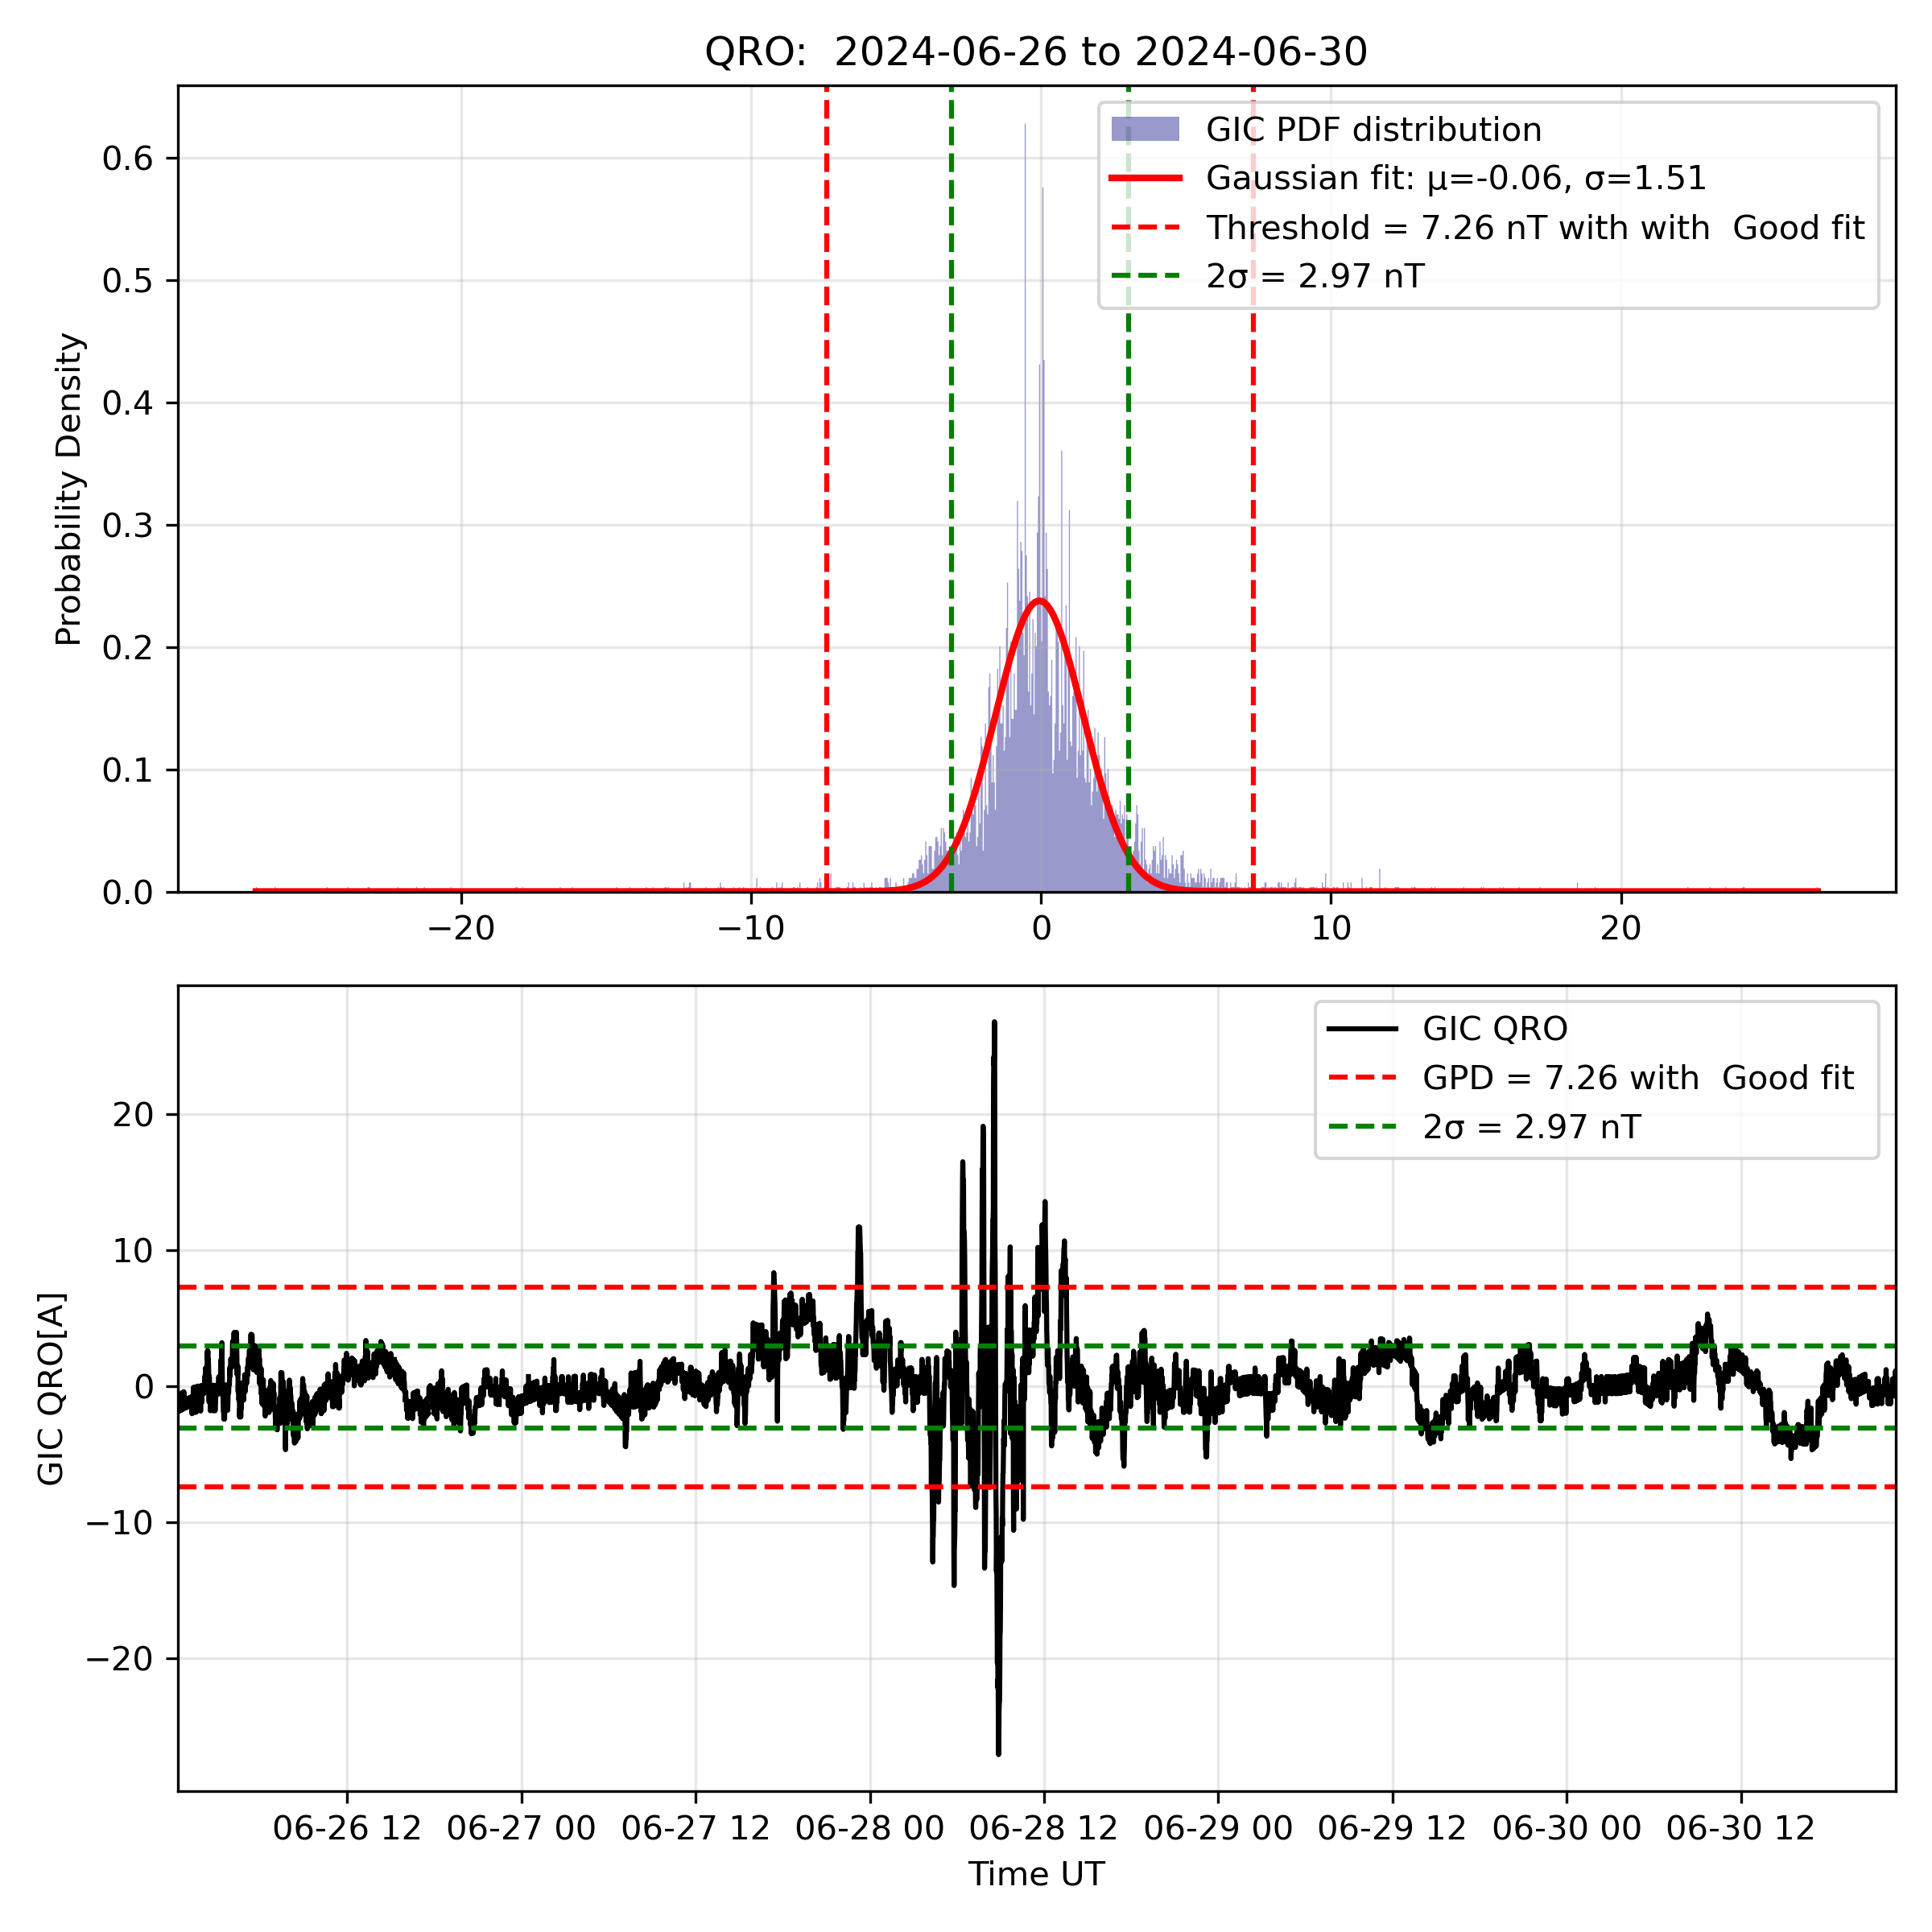 QRO:  2024-06-26 to 2024-06-30
GIC PDF distribution
Gaussian fit: μ=-0.06, σ=1.51
Threshold = 7.26 nT with with  Good fit
2σ = 2.97 nT
Probability Density
0.6
0.5
0.4
0.3
0.2
0.1
0.0
−20 −10 0 10 20
GIC QRO
GPD = 7.26 with  Good fit
2σ = 2.97 nT
GIC QRO[A]
20
10
0
−10
−20
06-26 12 06-27 00 06-27 12 06-28 00 06-28 12 06-29 00 06-29 12 06-30 00 06-30 12
Time UT